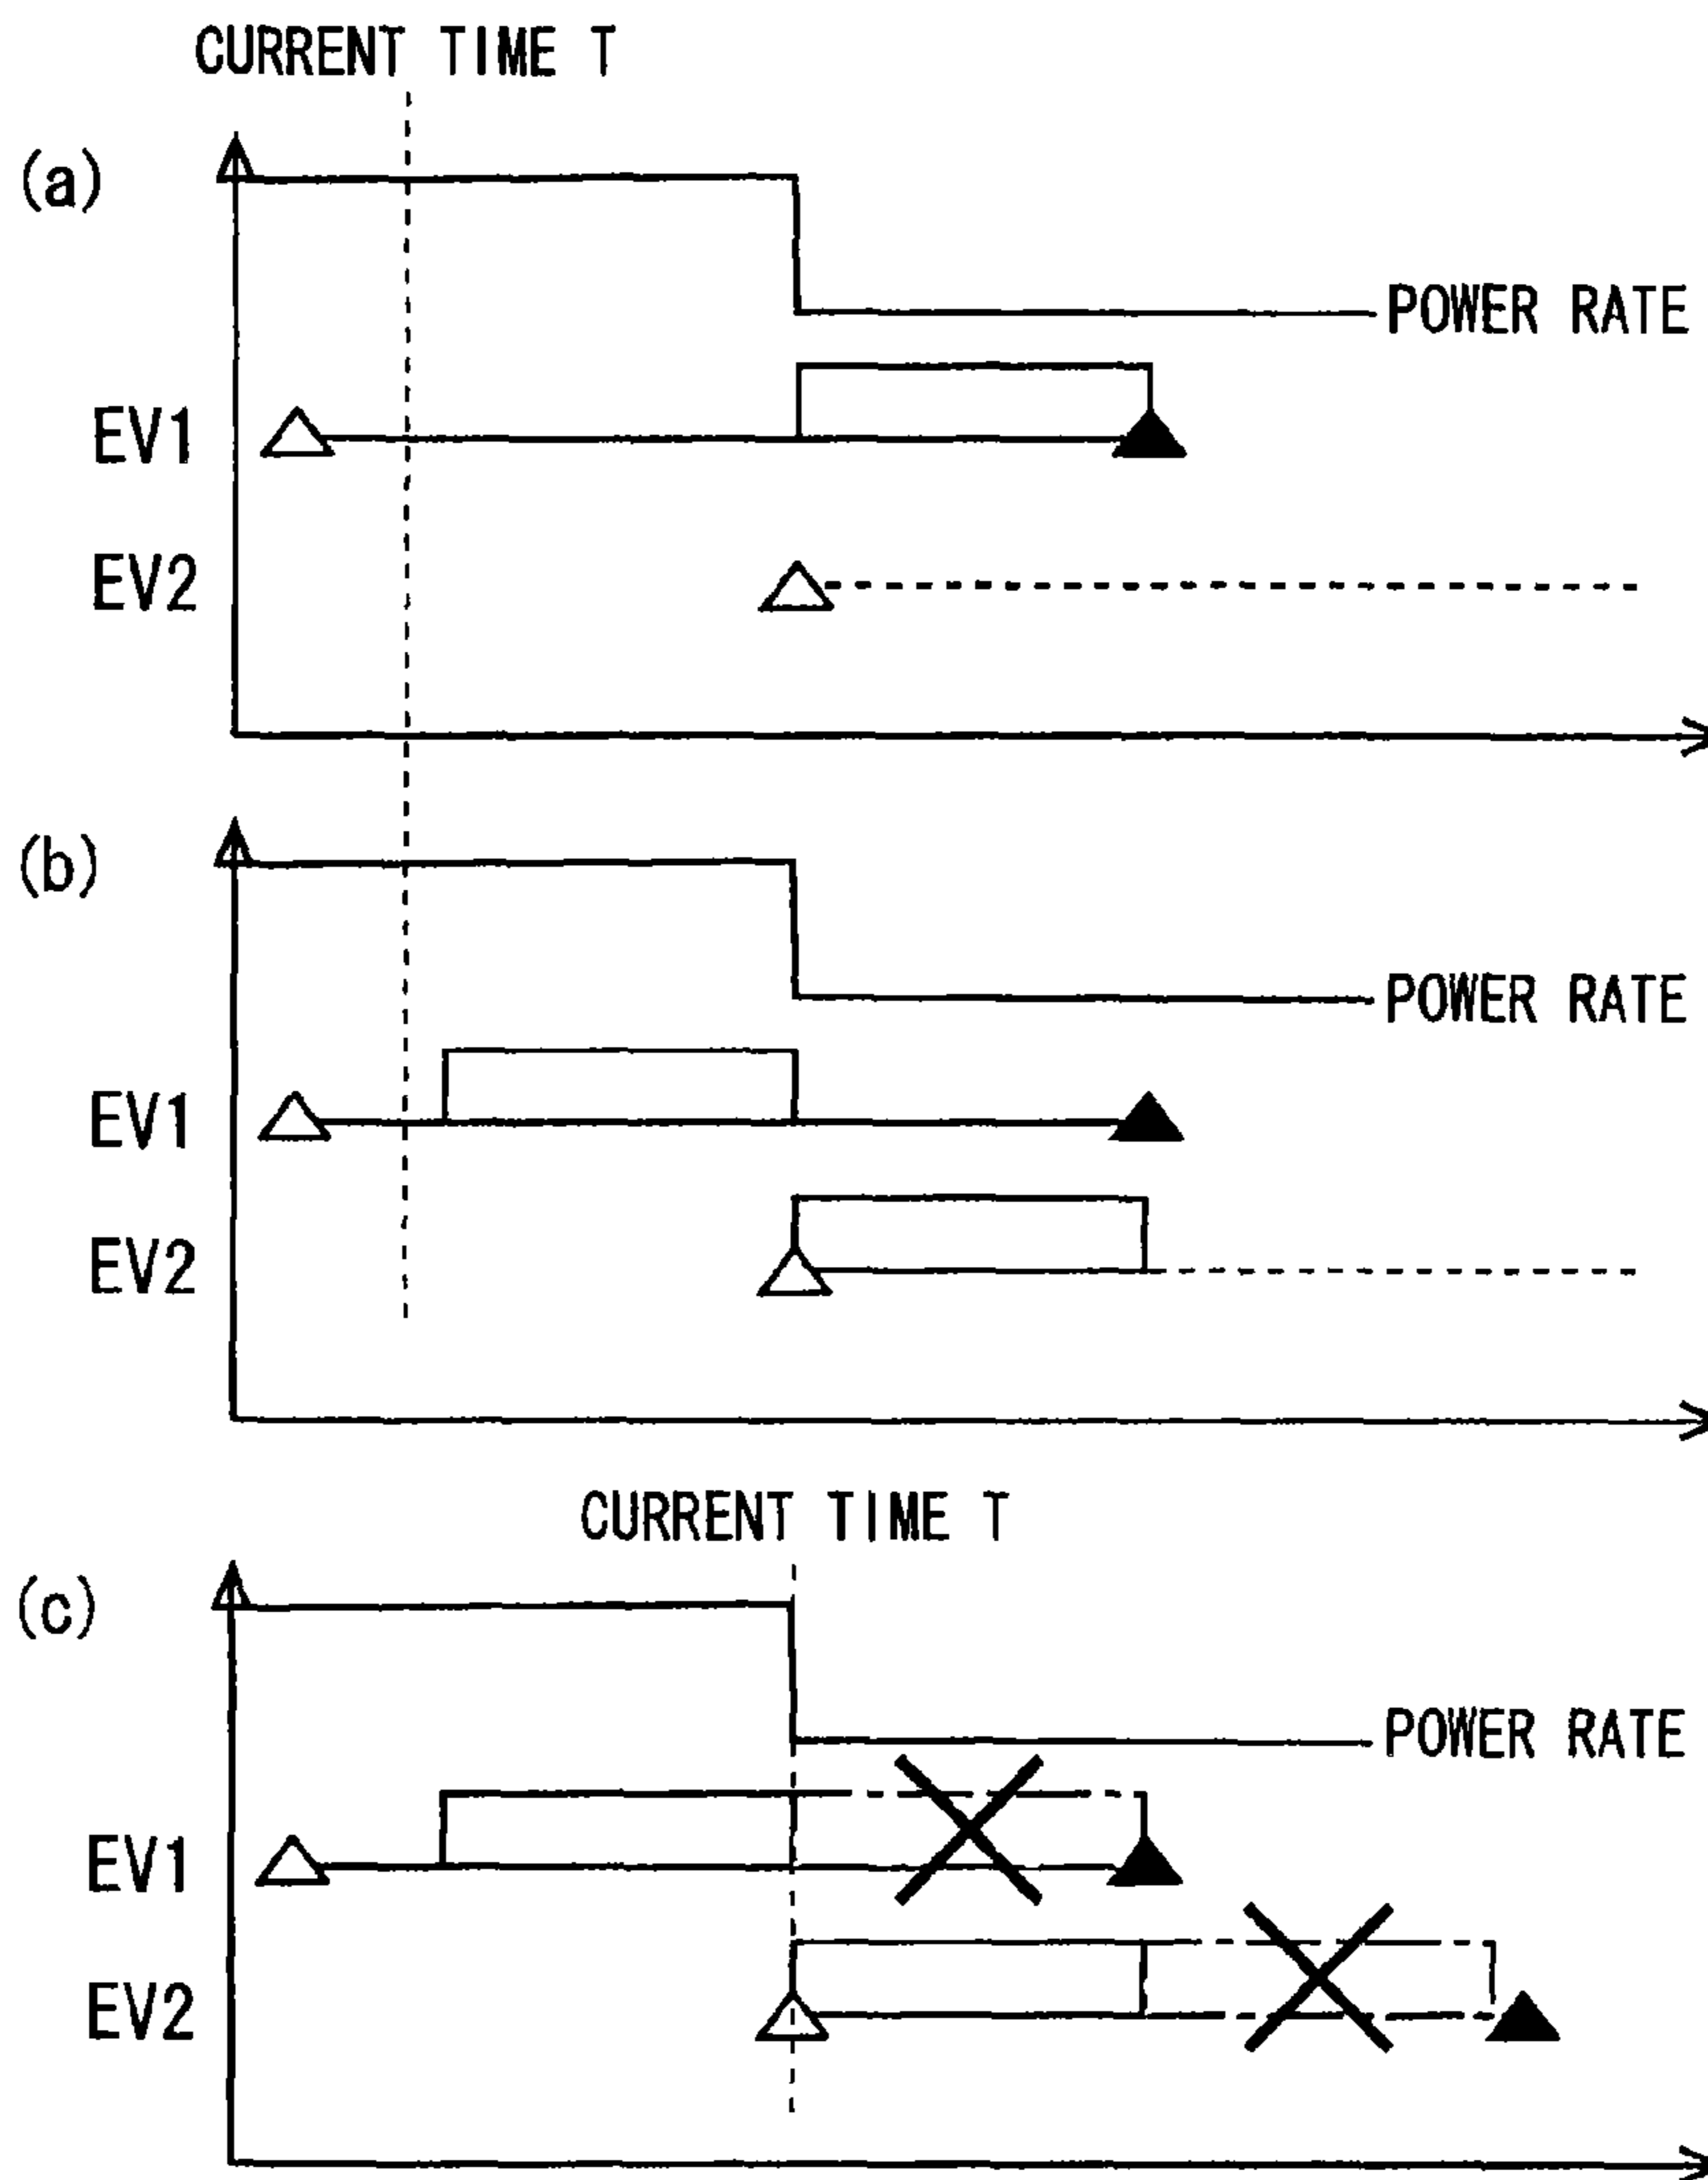 CURRENT TIME T
(a)
POWER RATE
EV1
EV2
(b)
POWER RATE
EV1
EV2
CURRENT TIME T
(c)
POWER RATE
EV1
EV2